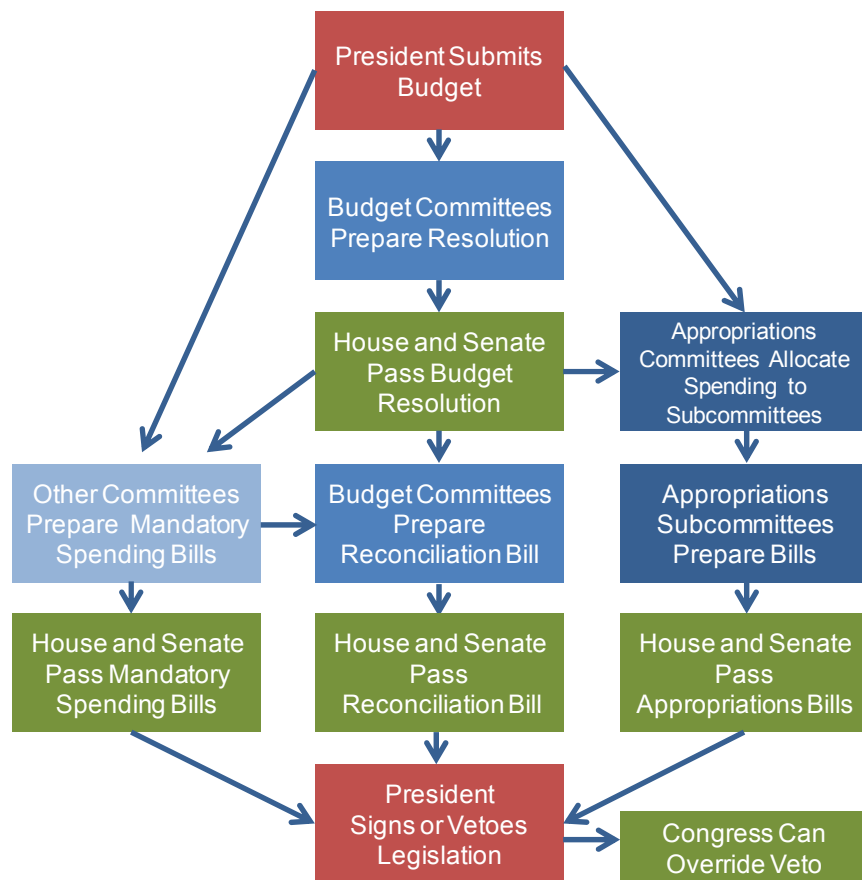 President Submits
Budget
Budget Committees
Prepare Resolution
House and Senate
Pass Budget
Resolution
Appropriations
Committees Allocate
Spending to
Subcommittees
Other Committees
Prepare Mandatory
Spending Bills
Budget Committees
Prepare
Reconciliation Bill
Appropriations
Subcommittees
Prepare Bills
House and Senate
Pass Mandatory
Spending Bills
House and Senate
Pass
Reconciliation Bill
House and Senate
Pass
Appropriations Bills
President
Signs or Vetoes
Legislation
Congress Can
Override Veto